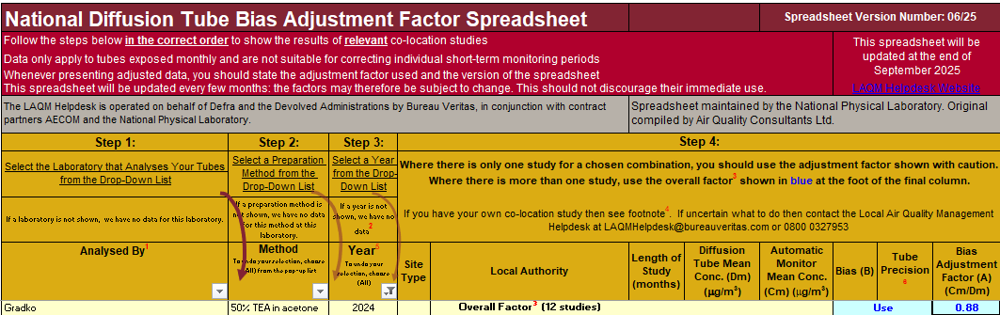 National Diffusion Tube Bias Adjustment Factor Spreadsheet
Spreadsheet Version Number: 06/25
Follow the steps below in the correct order to show the results of relevant co-location studies
Data only apply to tubes exposed monthly and are not suitable for correcting individual short-term monitoring periods
Whenever presenting adjusted data, you should state the adjustment factor used and the version of the spreadsheet
This spreadsheet will be updated every few months: the factors may therefore be subject to change. This should not discourage their immediate use.
This spreadsheet will be
updated at the end of
September 2025
LAQM Helpdesk Website
The LAQM Helpdesk is operated on behalf of Defra and the Devolved Administrations by Bureau Veritas, in conjunction with contract
partners AECOM and the National Physical Laboratory.
Spreadsheet maintained by the National Physical Laboratory. Original
compiled by Air Quality Consultants Ltd.
Step 1:
Step 2:
Step 3:
Step 4:
Select the Laboratory that Analyses Your Tubes
from the Drop-Down List
Select a Preparation
Method from the
Drop-Down List
Select a Year
from the Drop-
Down List
Where there is only one study for a chosen combination, you should use the adjustment factor shown with caution.
Where there is more than one study, use the overall factor3 shown in blue at the foot of the final column.
If a laboratory is not shown, we have no data for this laboratory.
If a preparation method is
not shown, we have no data
for this method at this
laboratory.
If a year is not
shown, we have no
data2
If you have your own co-location study then see footnote4. If uncertain what to do then contact the Local Air Quality Management
Helpdesk at LAQMHelpdesk@bureauveritas.com or 0800 0327953
Analysed By1
Method
To undo your selection, choose
(All) from the pop-up list
Year5
To undo
your selection, choose
(All)
Site
Type
Local Authority
Length of
Study
(months)
Diffusion
Tube Mean
Conc. (Dm)
(μg/m3)
Automatic
Monitor
Mean Conc.
(Cm) (μg/m3)
Bias (B)
Tube
Precision
6
Bias
Adjustment
Factor (A)
(Cm/Dm)
Gradko
50% TEA in acetone
2024
Overall Factor3 (12 studies)
Use
0.88